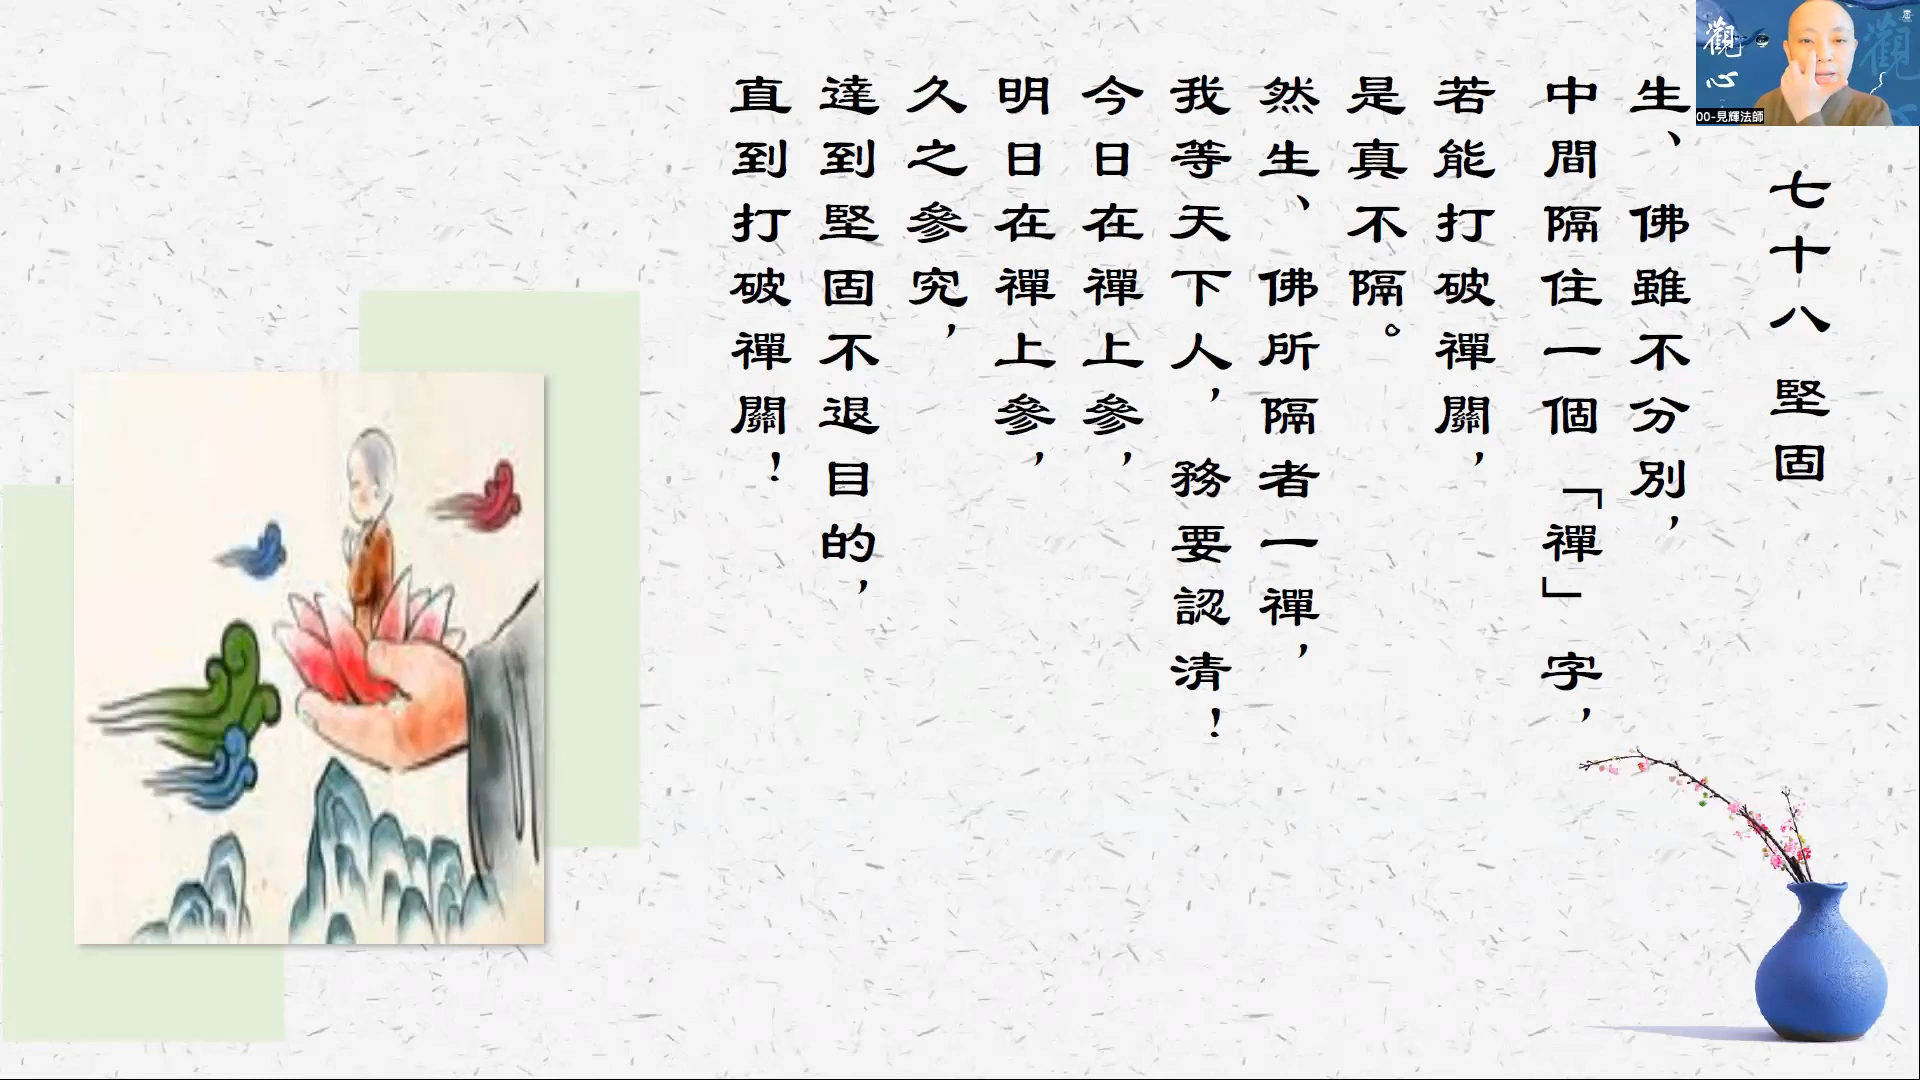 七十八 堅固
生、佛雖不分別，
中間隔住一個「禪」字，
若能打破禪關，
是真不隔。
然生、佛所隔者一禪，
我等天下人，務要認清！
今日在禪上參，
明日在禪上參，
久之參究，
達到堅固不退目的，
直到打破禪關！
觀心
00-見輝法師